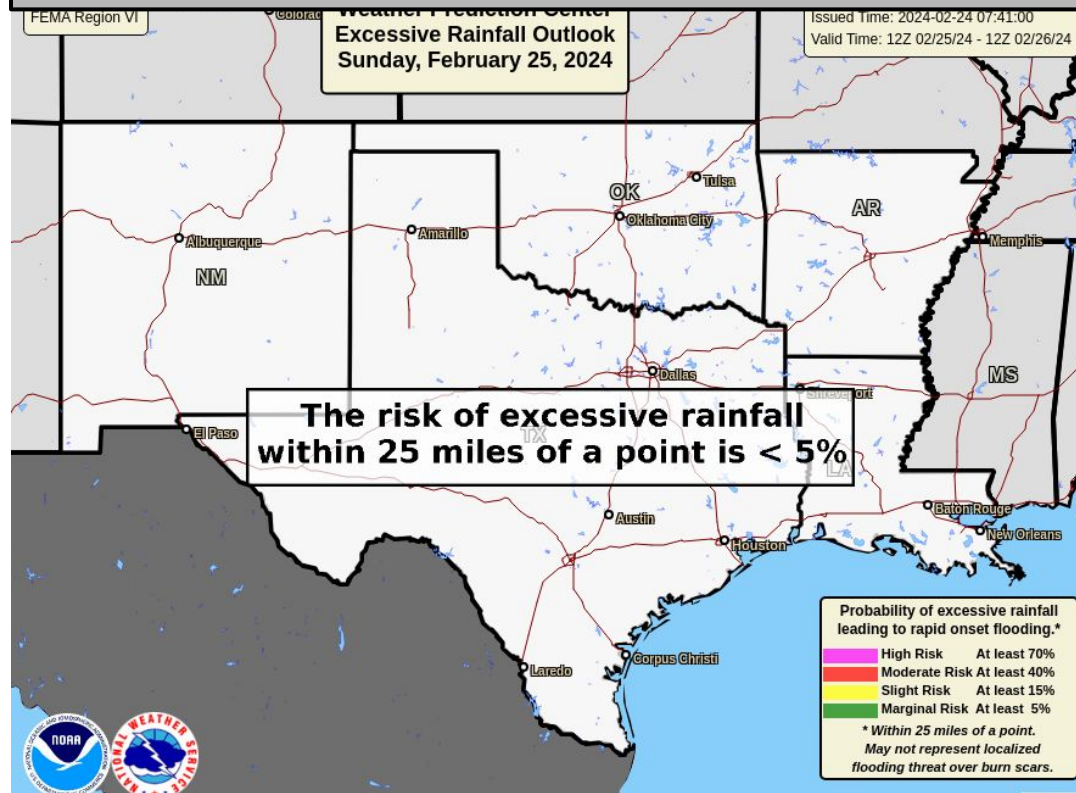 FEMA Region VI
Weather Prediction Center
Excessive Rainfall Outlook
Sunday, February 25, 2024
Issued Time: 2024-02-24 07:41:00
Valid Time: 12Z 02/25/24 - 12Z 02/26/24
Colorad
Tulsa
OK
Oklahoma City
AR
Amarillo
Albuquerque
Memphis
NM
Dallas
MS
Shreveport
The risk of excessive rainfall
within 25 miles of a point is < 5%
El Paso
TX
LA
Austin
Baton Rouge
Houston
New Orleans
Laredo
Corpus Christi
Probability of excessive rainfall
leading to rapid onset flooding.*
High Risk At least 70%
Moderate Risk At least 40%
Slight Risk At least 15%
Marginal Risk At least 5%
* Within 25 miles of a point.
May not represent localized
flooding threat over burn scars.
NOAA
NATIONAL WEATHER SERVICE